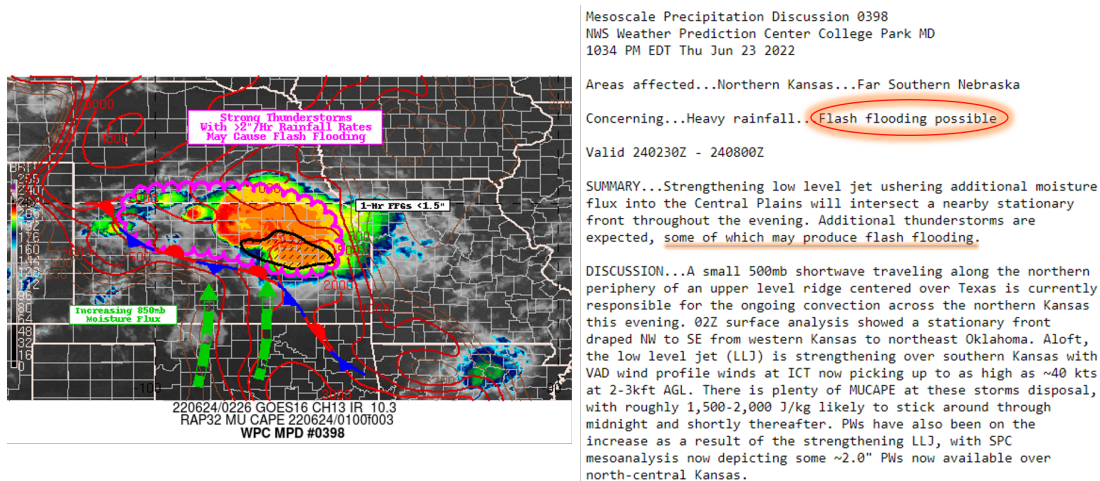 Strong Thunderstorms
With >2"/Hr Rainfall Rates
May Cause Flash Flooding
1-Hr FFGs <1.5"
Increasing 850mb
Moisture Flux
2000
-100
220624/0226 GOES16 CH13 IR 10.3
RAP32 MU CAPE 220624/0100F003
WPC MPD #0398
Mesoscale Precipitation Discussion 0398
NWS Weather Prediction Center College Park MD
1034 PM EDT Thu Jun 23 2022
Areas affected...Northern Kansas...Far Southern Nebraska
Concerning...Heavy rainfall...Flash flooding possible
Valid 240230Z - 240800Z
SUMMARY...Strengthening low level jet ushering additional moisture
flux into the Central Plains will intersect a nearby stationary
front throughout the evening. Additional thunderstorms are
expected, some of which may produce flash flooding.
DISCUSSION...A small 500mb shortwave traveling along the northern
periphery of an upper level ridge centered over Texas is currently
responsible for the ongoing convection across the northern Kansas
this evening. 02Z surface analysis showed a stationary front
draped NW to SE from western Kansas to northeast Oklahoma. Aloft,
the low level jet (LLJ) is strengthening over southern Kansas with
VAD wind profile winds at ICT now picking up to as high as ~40 kts
at 2-3kft AGL. There is plenty of MUCAPE at these storms disposal,
with roughly 1,500-2,000 J/kg likely to stick around through
midnight and shortly thereafter. PWs have also been on the
increase as a result of the strengthening LLJ, with SPC
mesoanalysis now depicting some ~2.0" PWs now available over
north-central Kansas.